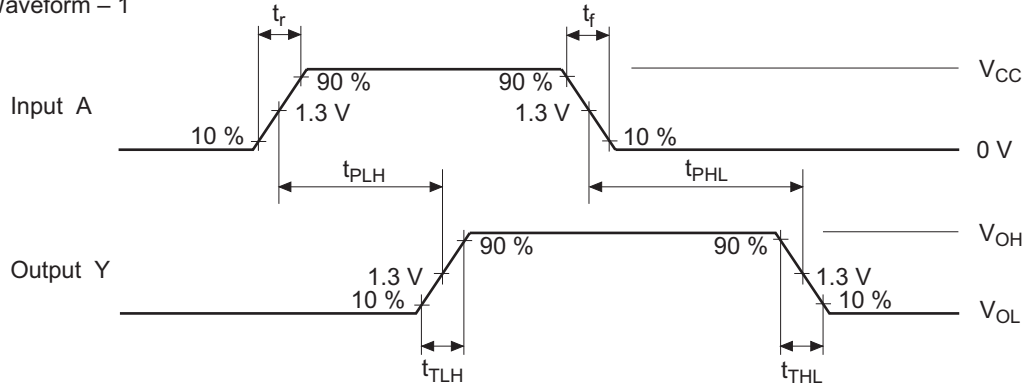 Waveform – 1
tr
tf
90 %
90 %
VCC
Input A
1.3 V
1.3 V
10 %
10 %
0 V
tPLH
tPHL
90 %
90 %
VOH
Output Y
1.3 V
1.3 V
10 %
10 %
VOL
tTLH
tTHL